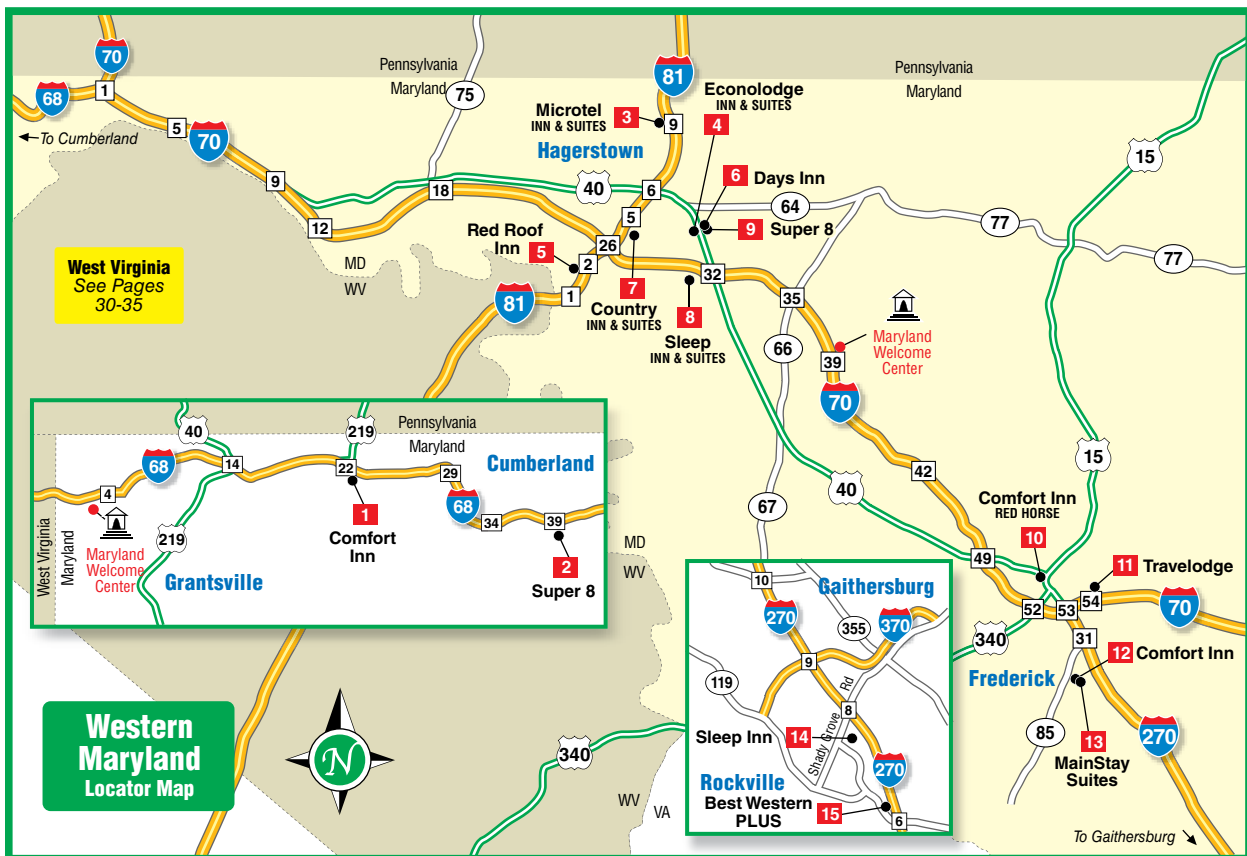 70
68
1
5
70
To Cumberland
Pennsylvania
Maryland
75
81
Pennsylvania
Maryland
15
Microtel
INN & SUITES
3
9
Econolodge
INN & SUITES
4
Hagerstown
9
12
18
40
6
5
26
2
1
81
6
Days Inn
9
Super 8
64
77
77
Red Roof
Inn
5
7
Country
INN & SUITES
8
Sleep
INN & SUITES
32
35
66
39
Maryland
Welcome
Center
70
MD
WV
West Virginia
See Pages
30-35
42
40
67
15
49
Comfort Inn
RED HORSE
10
11
Travelodge
52
53
54
70
31
340
Frederick
12
Comfort Inn
85
13
MainStay
Suites
270
To Gaithersburg
MD
WV
340
WV
VA
40
219
Pennsylvania
Maryland
Cumberland
68
14
22
29
4
68
34
39
219
1
Comfort
Inn
2
Super 8
West Virginia
Maryland
Maryland
Welcome
Center
Grantsville
10
Gaithersburg
270
355
370
9
119
Shady Grove Rd
8
Sleep Inn
14
270
Rockville
Best Western
PLUS
15
6
Western
Maryland
Locator Map
N